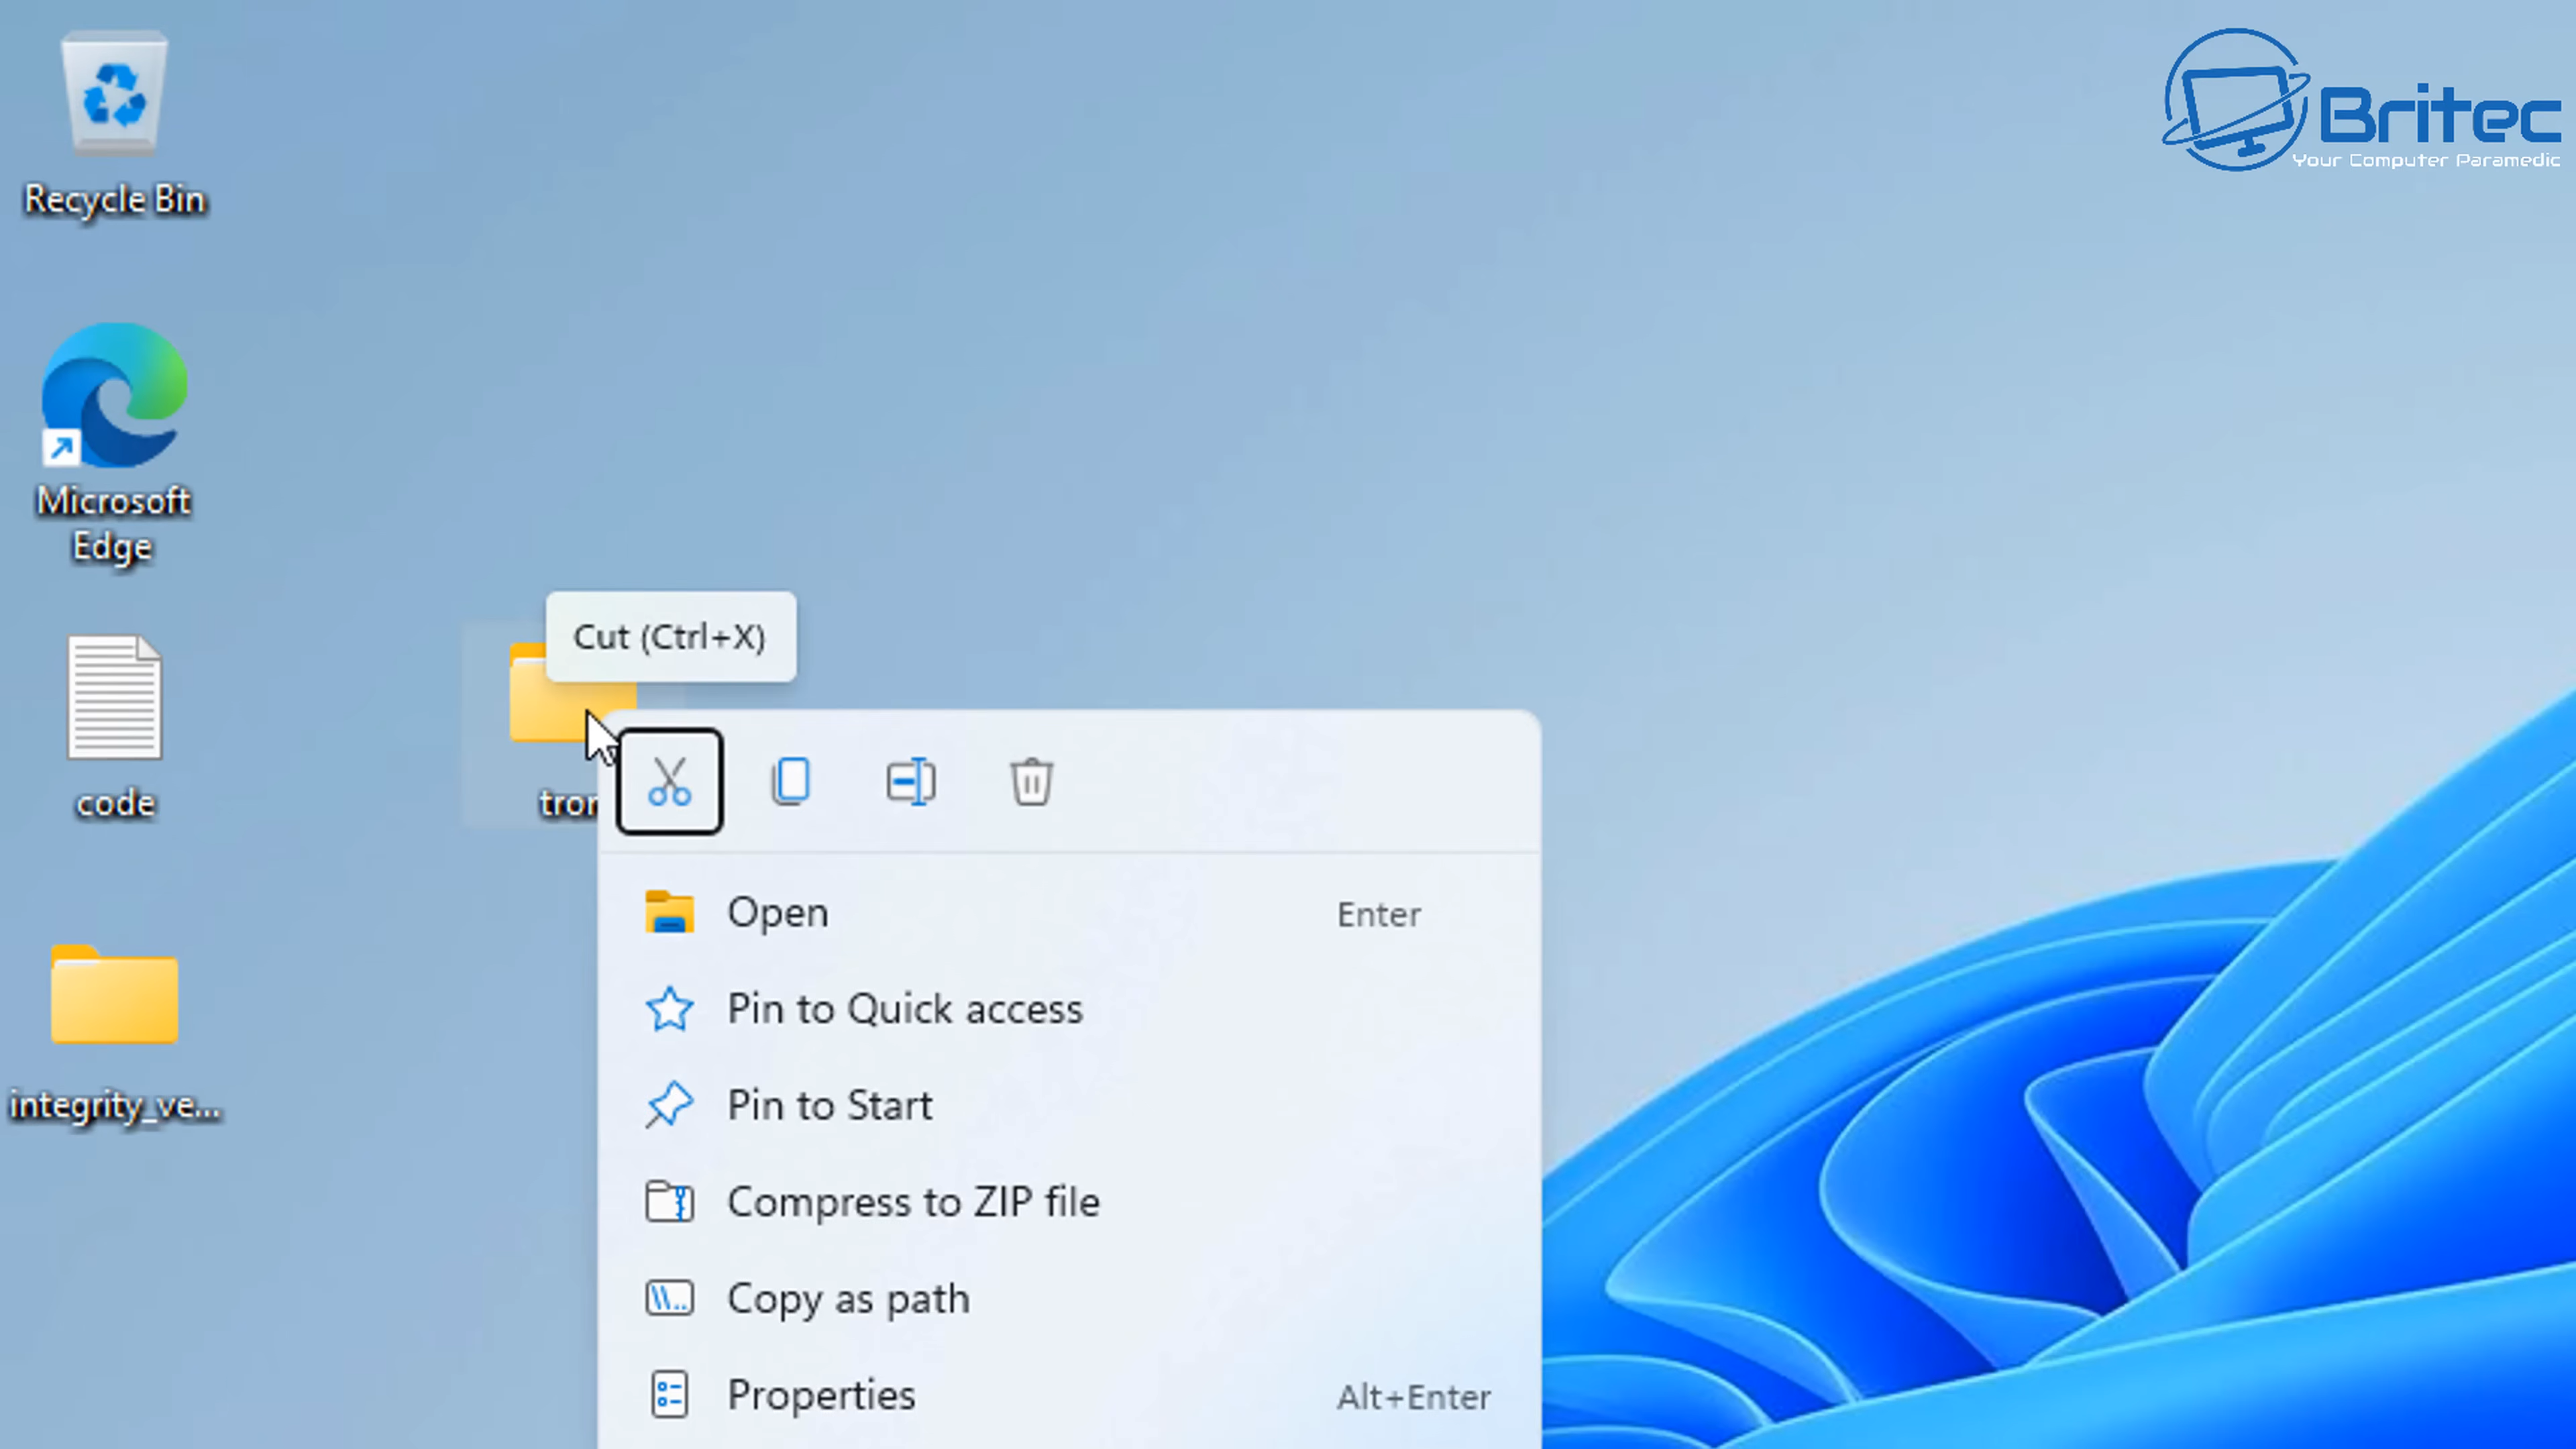 Britec
Your Computer Paramedic
Recycle Bin
Microsoft
Edge
code
integrity_ve...
Cut (Ctrl+X)
Open Enter
Pin to Quick access
Pin to Start
Compress to ZIP file
Copy as path
Properties Alt+Enter